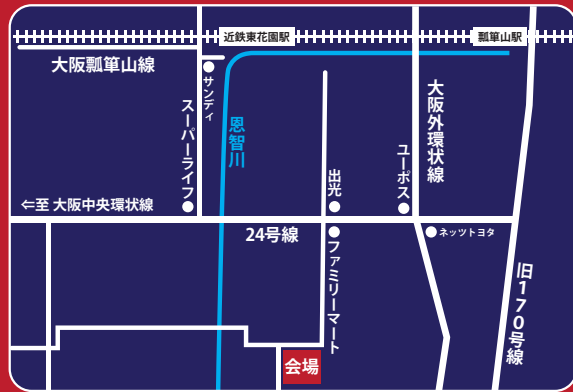 近鉄東花園駅
瓢箪山駅
大阪瓢箪山線
サンディ
スーパーライフ
恩智川
大阪外環状線
ユーポス
出光
⇐至 大阪中央環状線
24号線
ネッツトヨタ
ファミリーマート
旧170号線
会場